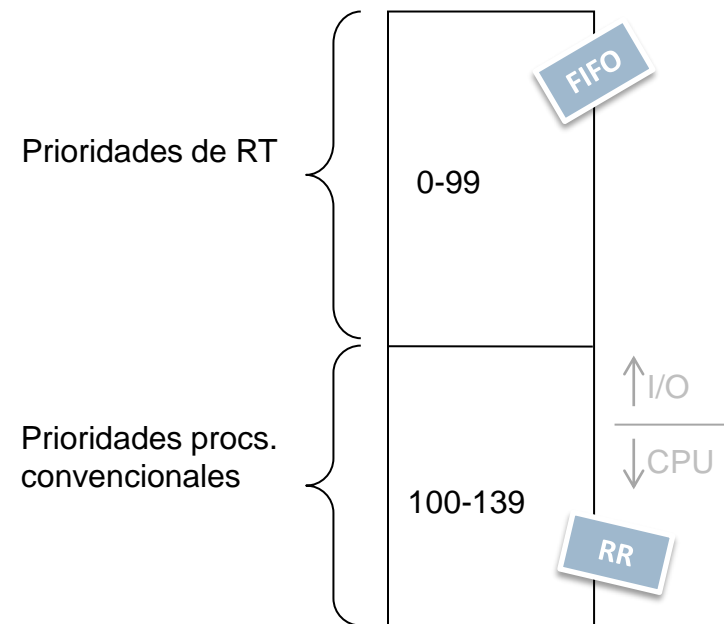 FIFO
Prioridades de RT
0-99
I/O
Prioridades procs.
convencionales
CPU
100-139
RR